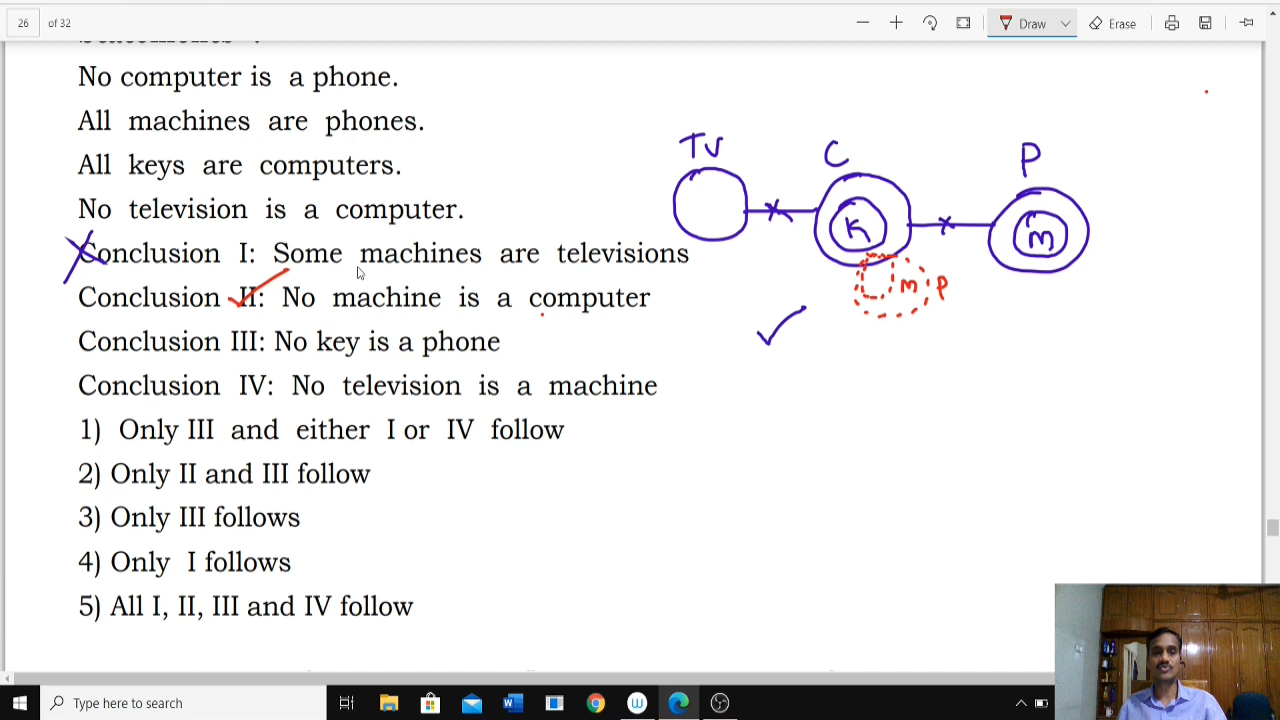 26 of 32 Draw Erase
No computer is a phone.
All machines are phones.
All keys are computers.
No television is a computer.
Conclusion I: Some machines are televisions
Conclusion II: No machine is a computer
Conclusion III: No key is a phone
Conclusion IV: No television is a machine
1) Only III and either I or IV follow
2) Only II and III follow
3) Only III follows
4) Only I follows
5) All I, II, III and IV follow
TV C P
K m
m P
Type here to search